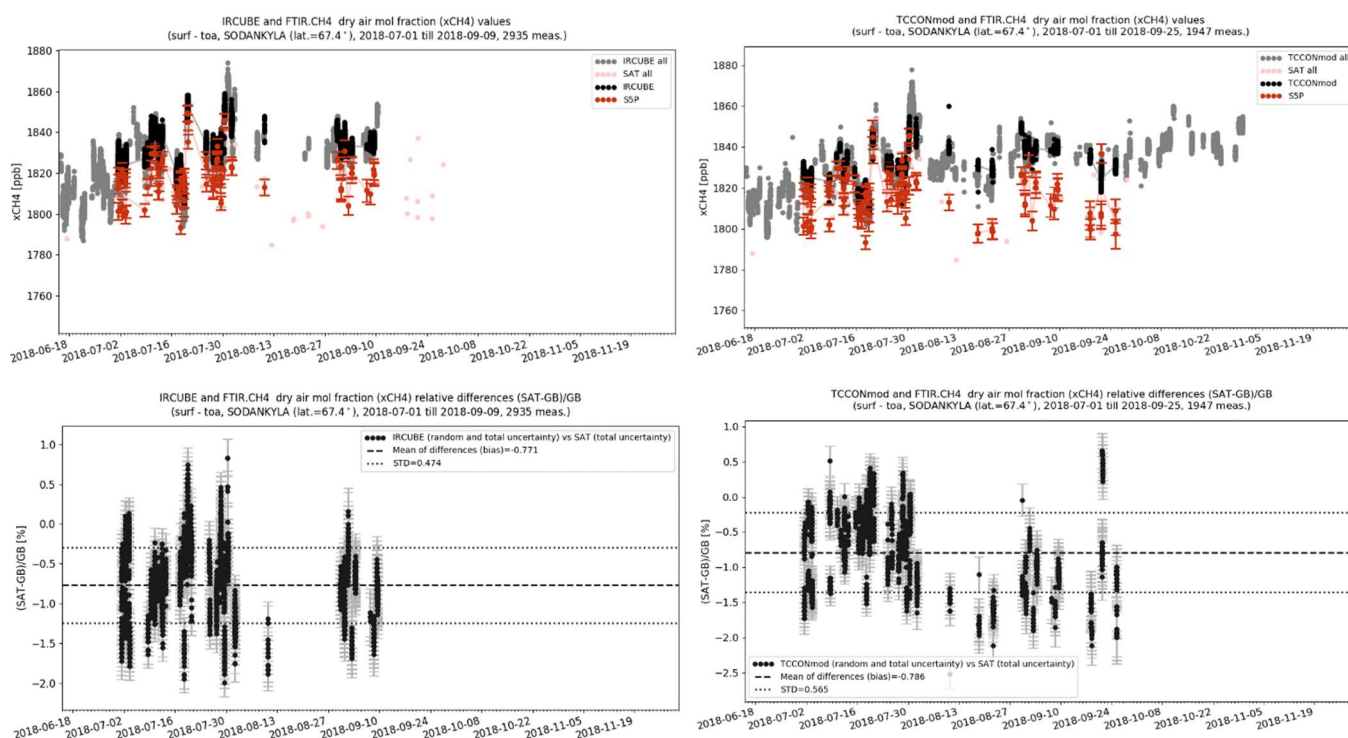 IRCUBE and FTIR.CH4 dry air mol fraction (xCH4) values
(surf - toa, SODANKYLA (lat.=67.4°), 2018-07-01 till 2018-09-09, 2935 meas.)
1880
1860
1840
1820
1800
1780
1760
xCH4 [ppb]
IRCUBE all
SAT all
IRCUBE
S5P
2018-06-18
2018-07-02
2018-07-16
2018-07-30
2018-08-13
2018-08-27
2018-09-10
2018-09-24
2018-10-08
2018-10-22
2018-11-05
2018-11-19
TCCONmod and FTIR.CH4 dry air mol fraction (xCH4) values
(surf - toa, SODANKYLA (lat.=67.4°), 2018-07-01 till 2018-09-25, 1947 meas.)
1880
1860
1840
1820
1800
1780
1760
xCH4 [ppb]
TCCONmod all
SAT all
TCCONmod
S5P
2018-06-18
2018-07-02
2018-07-16
2018-07-30
2018-08-13
2018-08-27
2018-09-10
2018-09-24
2018-10-08
2018-10-22
2018-11-05
2018-11-19
IRCUBE and FTIR.CH4 dry air mol fraction (xCH4) relative differences (SAT-GB)/GB
(surf - toa, SODANKYLA (lat.=67.4°), 2018-07-01 till 2018-09-09, 2935 meas.)
1.0
0.5
0.0
−0.5
−1.0
−1.5
−2.0
(SAT-GB)/GB [%]
IRCUBE (random and total uncertainty) vs SAT (total uncertainty)
Mean of differences (bias)=-0.771
STD=0.474
2018-06-18
2018-07-02
2018-07-16
2018-07-30
2018-08-13
2018-08-27
2018-09-10
2018-09-24
2018-10-08
2018-10-22
2018-11-05
2018-11-19
TCCONmod and FTIR.CH4 dry air mol fraction (xCH4) relative differences (SAT-GB)/GB
(surf - toa, SODANKYLA (lat.=67.4°), 2018-07-01 till 2018-09-25, 1947 meas.)
1.0
0.5
0.0
−0.5
−1.0
−1.5
−2.0
−2.5
(SAT-GB)/GB [%]
TCCONmod (random and total uncertainty) vs SAT (total uncertainty)
Mean of differences (bias)=-0.786
STD=0.565
2018-06-18
2018-07-02
2018-07-16
2018-07-30
2018-08-13
2018-08-27
2018-09-10
2018-09-24
2018-10-08
2018-10-22
2018-11-05
2018-11-19